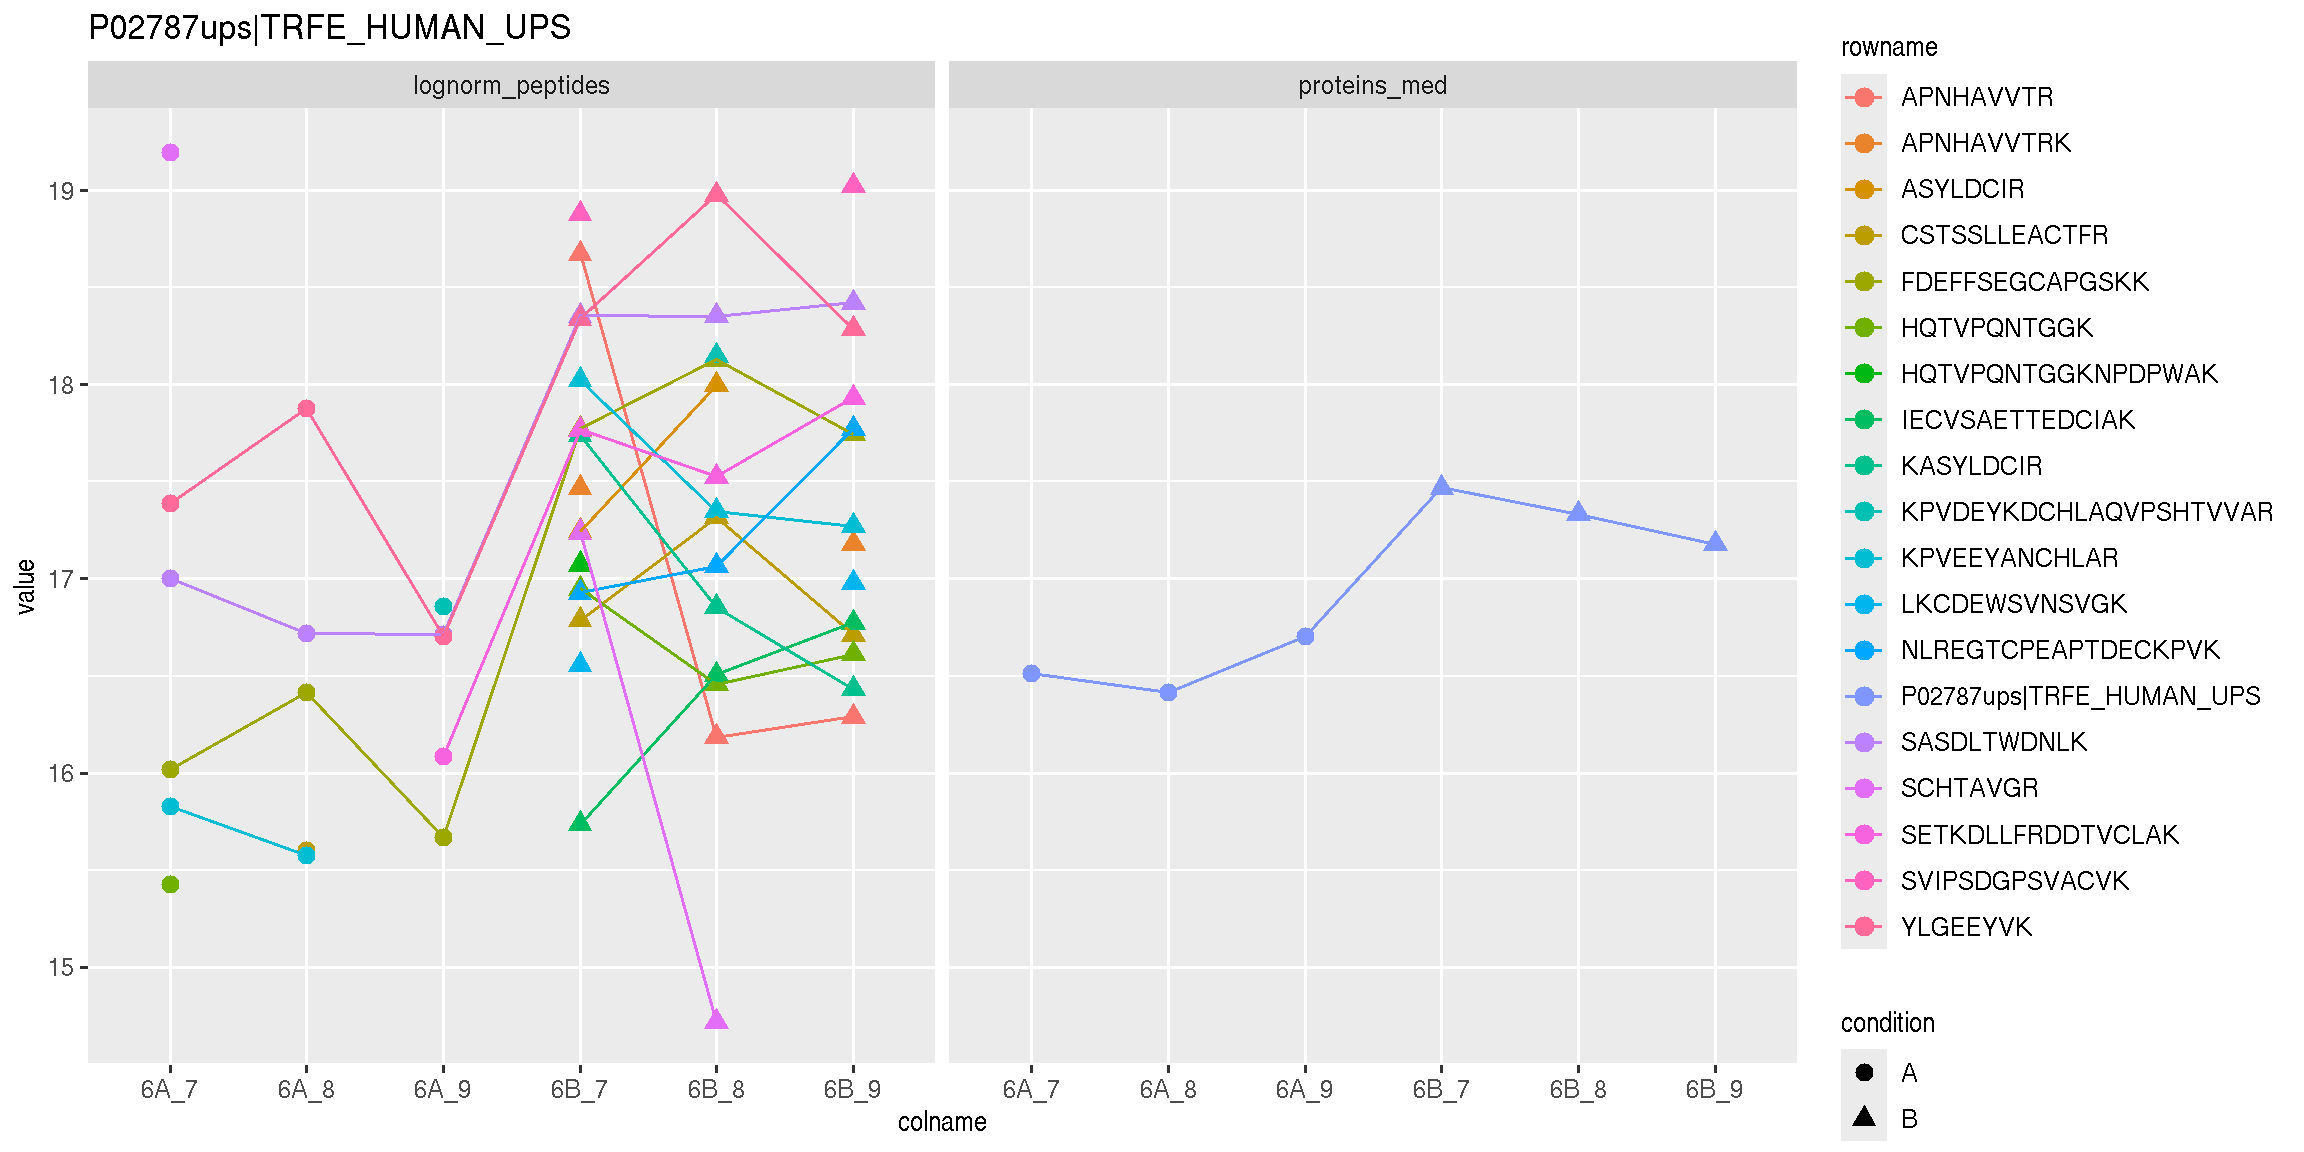 P02787ups|TRFE_HUMAN_UPS
lognorm_peptides
proteins_med
19
18
17
16
15
value
6A_7
6A_8
6A_9
6B_7
6B_8
6B_9
6A_7
6A_8
6A_9
6B_7
6B_8
6B_9
colname
rowname
APNHAVVTR
APNHAVVTRK
ASYLDCIR
CSTSSLLEACTFR
FDEFFSEGCAPGSKK
HQTVPQNTGGK
HQTVPQNTGGKNPDPWAK
IECVSAETTEDCIAK
KASYLDCIR
KPVDEYKDCHLAQVPSHTVVAR
KPVEEYANCHLAR
LKCDEWSVNSVGK
NLREGTCPEAPTDECKPVK
P02787ups|TRFE_HUMAN_UPS
SASDLTWDNLK
SCHTAVGR
SETKDLLFRDDTVCLAK
SVIPSDGPSVACVK
YLGEEYVK
condition
A
B